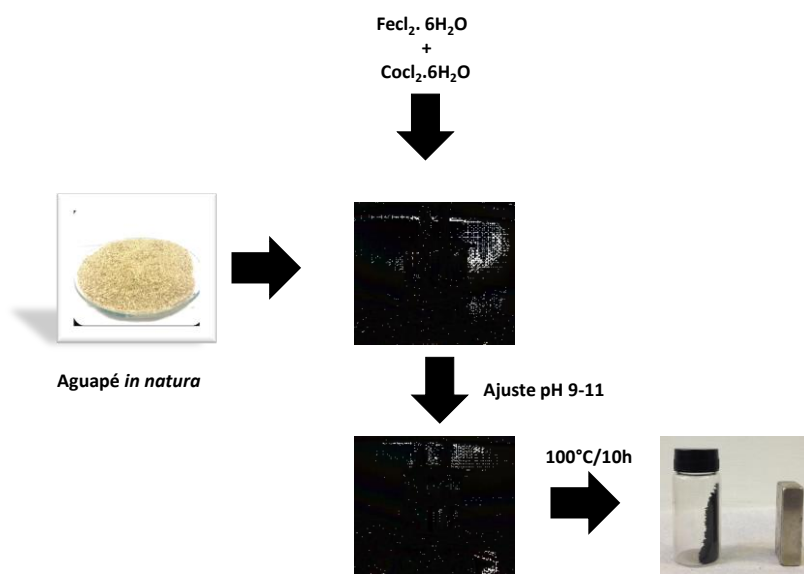 Fecl₂. 6H₂O
+
Cocl₂.6H₂O
Aguapé in natura
Ajuste pH 9-11
100°C/10h